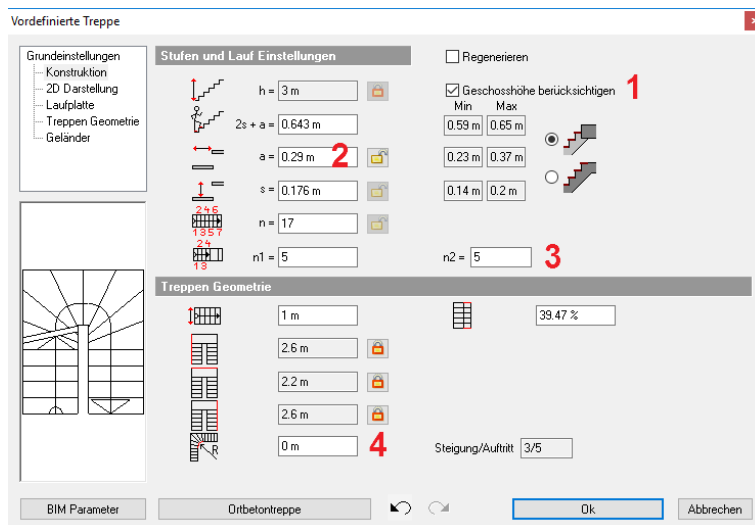 Vordefinierte Treppe
Grundeinstellungen
Konstruktion
2D Darstellung
Laufplatte
Treppen Geometrie
Geländer
Stufen und Lauf Einstellungen
Regenerieren
h = 3 m
Geschosshöhe berücksichtigen 1
Min Max
2s + a = 0.643 m 0.59 m 0.65 m
a = 0.29 m 2 0.23 m 0.37 m
s = 0.176 m 0.14 m 0.2 m
2 4 6
1 3 5 7
n = 17
2 4
1 3
n1 = 5 n2 = 5 3
Treppen Geometrie
1 m 39.47 %
2.6 m
2.2 m
2.6 m
R 0 m 4 Steigung/Auftritt 3/5
BIM Parameter Ortbetontreppe Ok Abbrechen